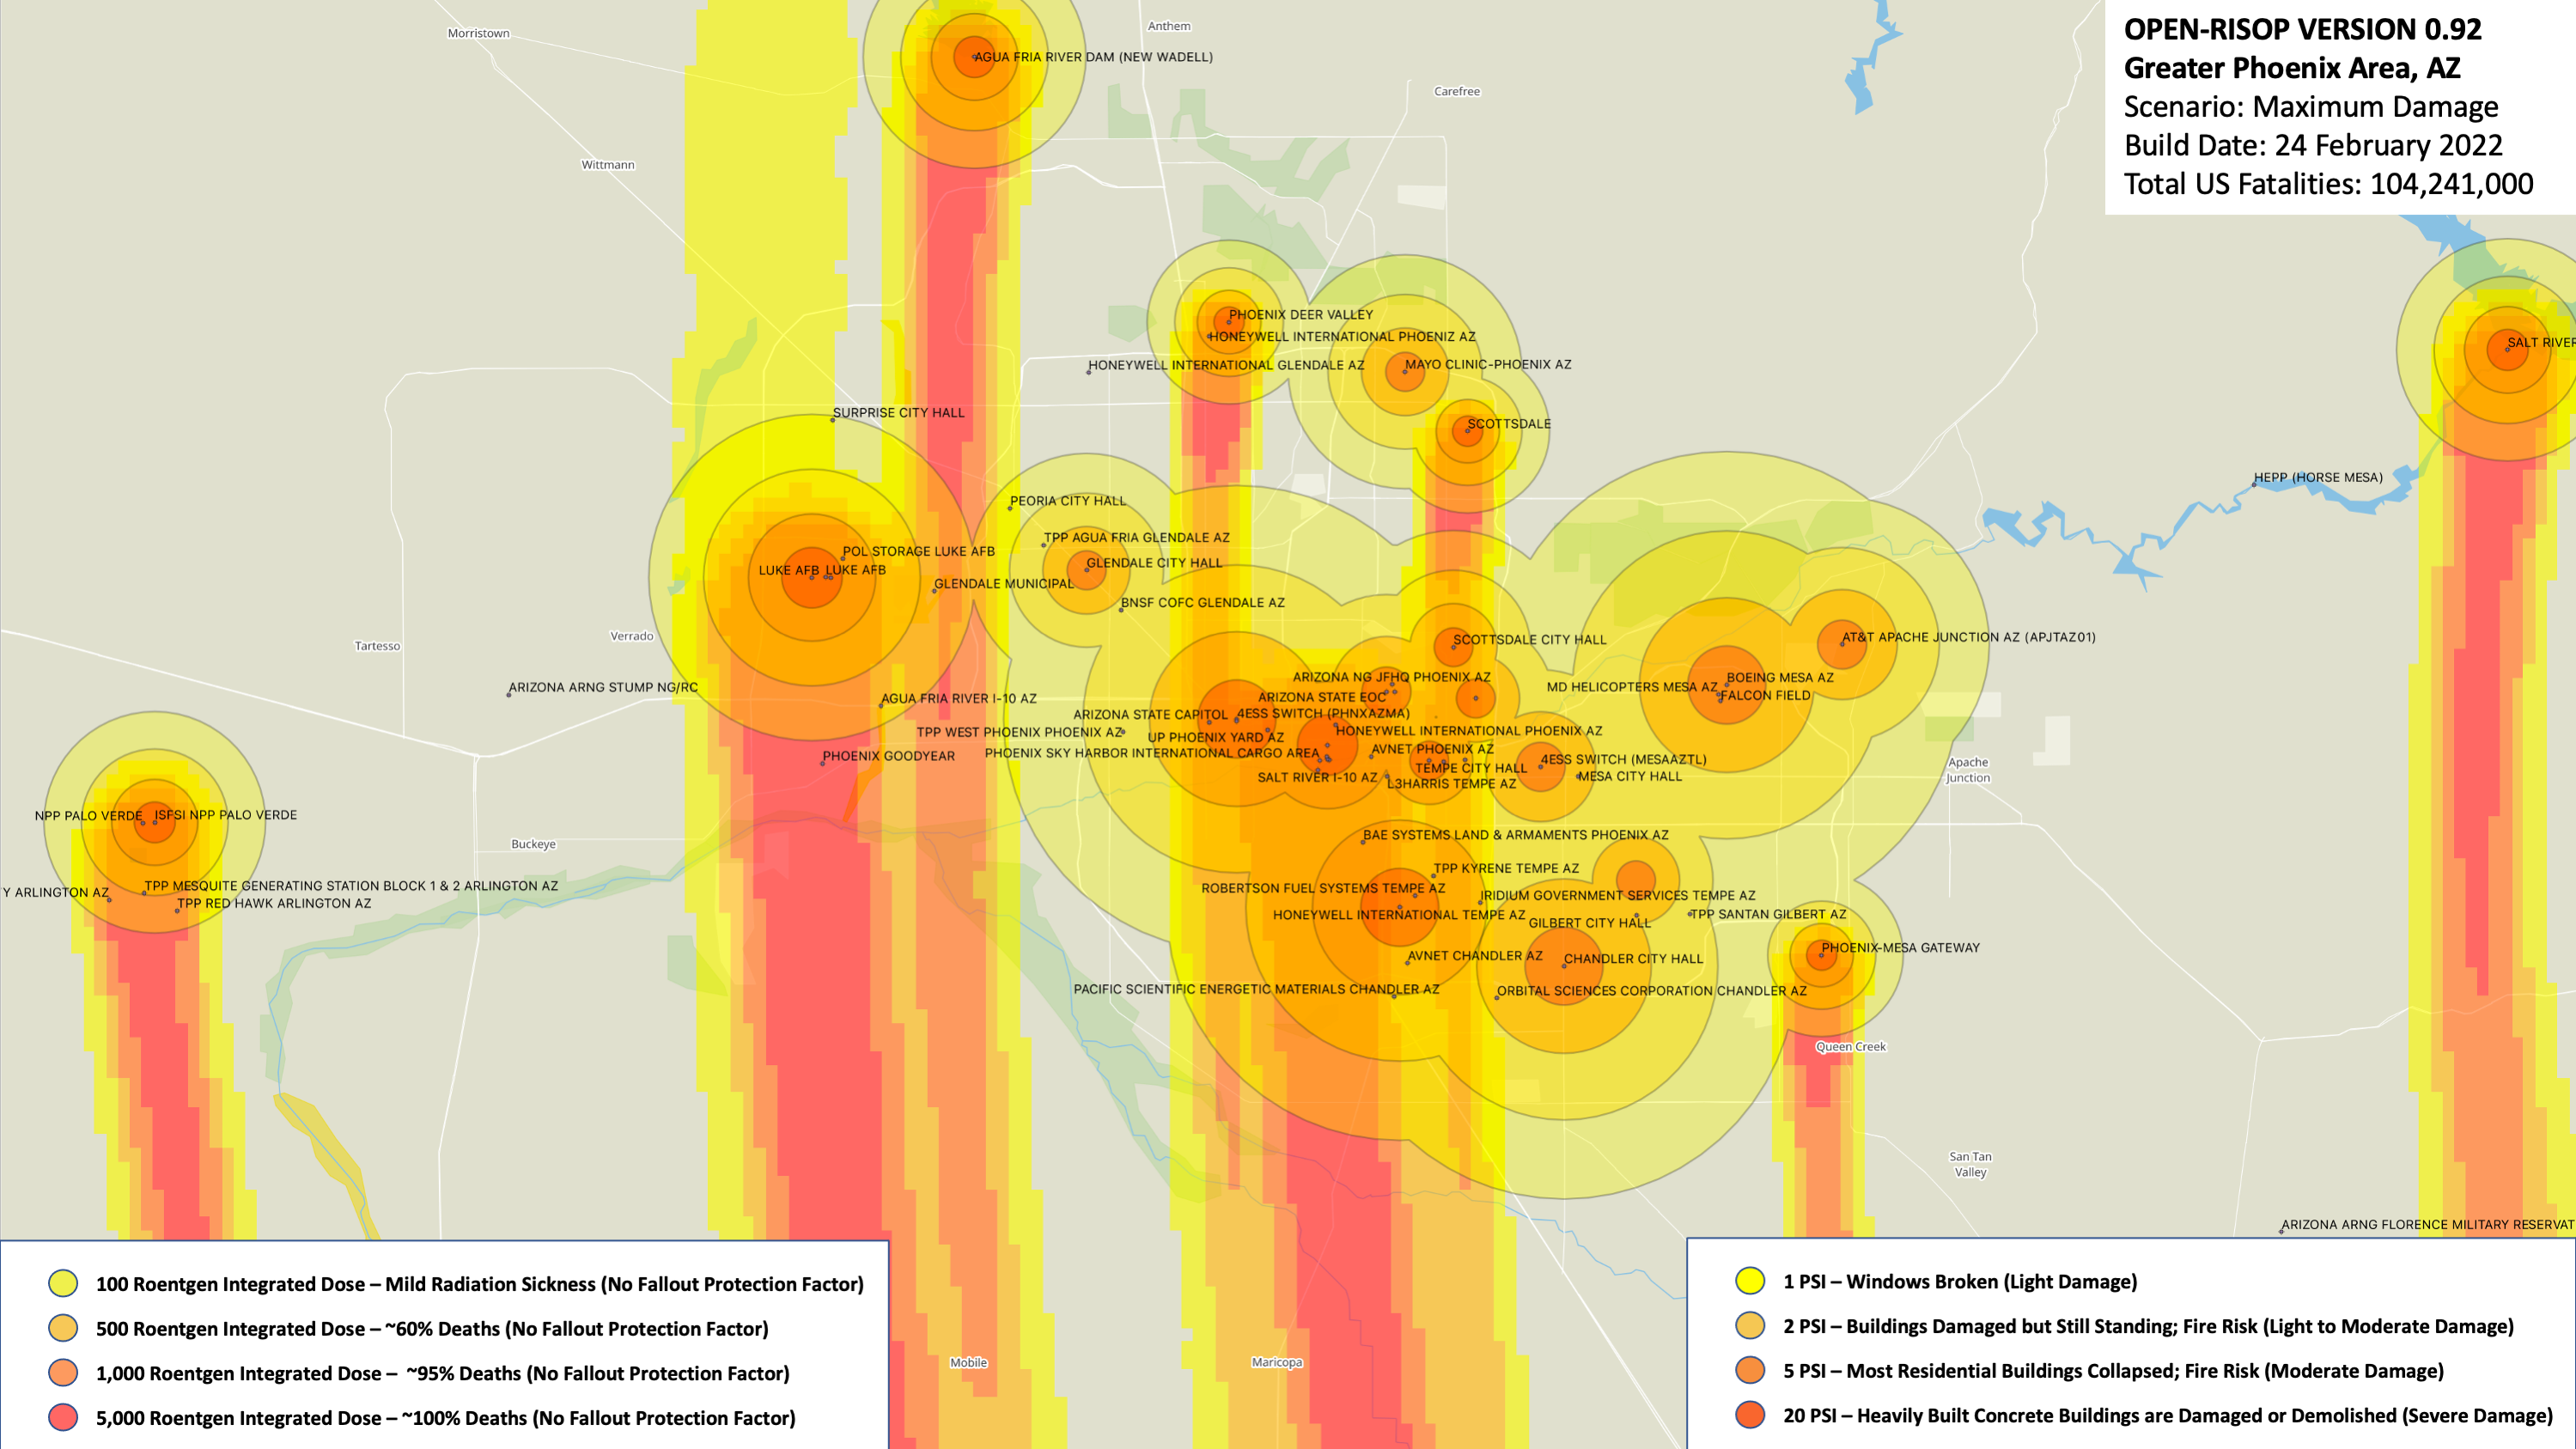 OPEN-RISOP VERSION 0.92
Greater Phoenix Area, AZ
Scenario: Maximum Damage
Build Date: 24 February 2022
Total US Fatalities: 104,241,000
Morristown
Anthem
AGUA FRIA RIVER DAM (NEW WADELL)
Carefree
Wittmann
PHOENIX DEER VALLEY
HONEYWELL INTERNATIONAL PHOENIZ AZ
SALT RIVER
HONEYWELL INTERNATIONAL GLENDALE AZ
MAYO CLINIC-PHOENIX AZ
SURPRISE CITY HALL
SCOTTSDALE
HEPP (HORSE MESA)
PEORIA CITY HALL
TPP AGUA FRIA GLENDALE AZ
POL STORAGE LUKE AFB
GLENDALE CITY HALL
LUKE AFB
LUKE AFB
GLENDALE MUNICIPAL
BNSF COFC GLENDALE AZ
Verrado
Tartesso
SCOTTSDALE CITY HALL
AT&T APACHE JUNCTION AZ (APJTAZ01)
ARIZONA NG JFHQ PHOENIX AZ
BOEING MESA AZ
ARIZONA ARNG STUMP NG/RC
MD HELICOPTERS MESA AZ
FALCON FIELD
AGUA FRIA RIVER I-10 AZ
ARIZONA STATE EOC
ARIZONA STATE CAPITOL
4ESS SWITCH (PHNXAZMA)
TPP WEST PHOENIX PHOENIX AZ
HONEYWELL INTERNATIONAL PHOENIX AZ
UP PHOENIX YARD AZ
PHOENIX GOODYEAR
PHOENIX SKY HARBOR INTERNATIONAL CARGO AREA
AVNET PHOENIX AZ
4ESS SWITCH (MESAAZTL)
Apache
Junction
TEMPE CITY HALL
SALT RIVER I-10 AZ
MESA CITY HALL
L3HARRIS TEMPE AZ
NPP PALO VERDE
ISFSI NPP PALO VERDE
BAE SYSTEMS LAND & ARMAMENTS PHOENIX AZ
Buckeye
TPP KYRENE TEMPE AZ
Y ARLINGTON AZ
TPP MESQUITE GENERATING STATION BLOCK 1 & 2 ARLINGTON AZ
ROBERTSON FUEL SYSTEMS TEMPE AZ
IRIDIUM GOVERNMENT SERVICES TEMPE AZ
TPP RED HAWK ARLINGTON AZ
HONEYWELL INTERNATIONAL TEMPE AZ
TPP SANTAN GILBERT AZ
GILBERT CITY HALL
PHOENIX-MESA GATEWAY
AVNET CHANDLER AZ
CHANDLER CITY HALL
PACIFIC SCIENTIFIC ENERGETIC MATERIALS CHANDLER AZ
ORBITAL SCIENCES CORPORATION CHANDLER AZ
Queen Creek
San Tan
Valley
ARIZONA ARNG FLORENCE MILITARY RESERVAT
Mobile
Maricopa
100 Roentgen Integrated Dose – Mild Radiation Sickness (No Fallout Protection Factor)
500 Roentgen Integrated Dose – ~60% Deaths (No Fallout Protection Factor)
1,000 Roentgen Integrated Dose – ~95% Deaths (No Fallout Protection Factor)
5,000 Roentgen Integrated Dose – ~100% Deaths (No Fallout Protection Factor)
1 PSI – Windows Broken (Light Damage)
2 PSI – Buildings Damaged but Still Standing; Fire Risk (Light to Moderate Damage)
5 PSI – Most Residential Buildings Collapsed; Fire Risk (Moderate Damage)
20 PSI – Heavily Built Concrete Buildings are Damaged or Demolished (Severe Damage)